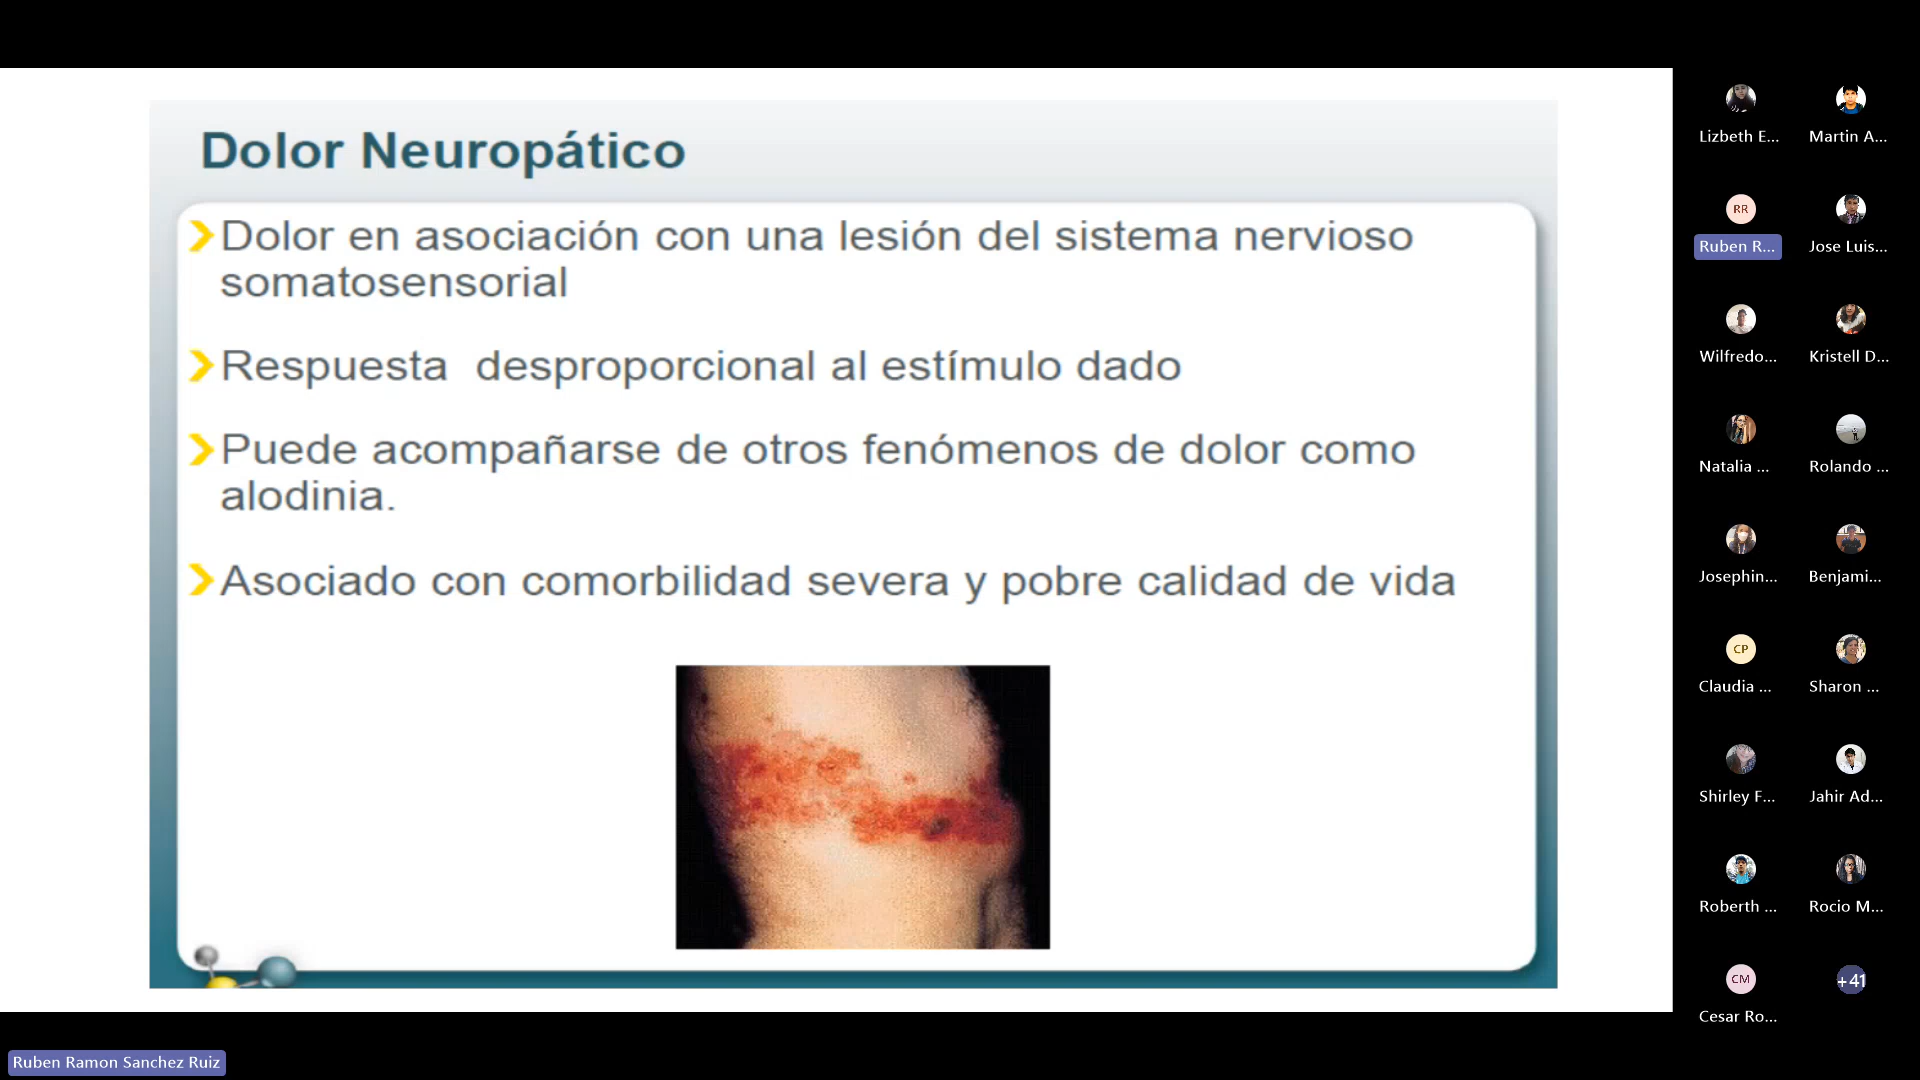 Dolor Neuropático
Dolor en asociación con una lesión del sistema nervioso
somatosensorial
Respuesta desproporcional al estímulo dado
Puede acompañarse de otros fenómenos de dolor como
alodinia.
Asociado con comorbilidad severa y pobre calidad de vida
Lizbeth E...
Martin A...
RR
Ruben R...
Jose Luis...
Wilfredo...
Kristell D...
Natalia ...
Rolando ...
Josephin...
Benjami...
CP
Claudia ...
Sharon ...
Shirley F...
Jahir Ad...
Roberth ...
Rocio M...
CM
Cesar Ro...
+41
Ruben Ramon Sanchez Ruiz